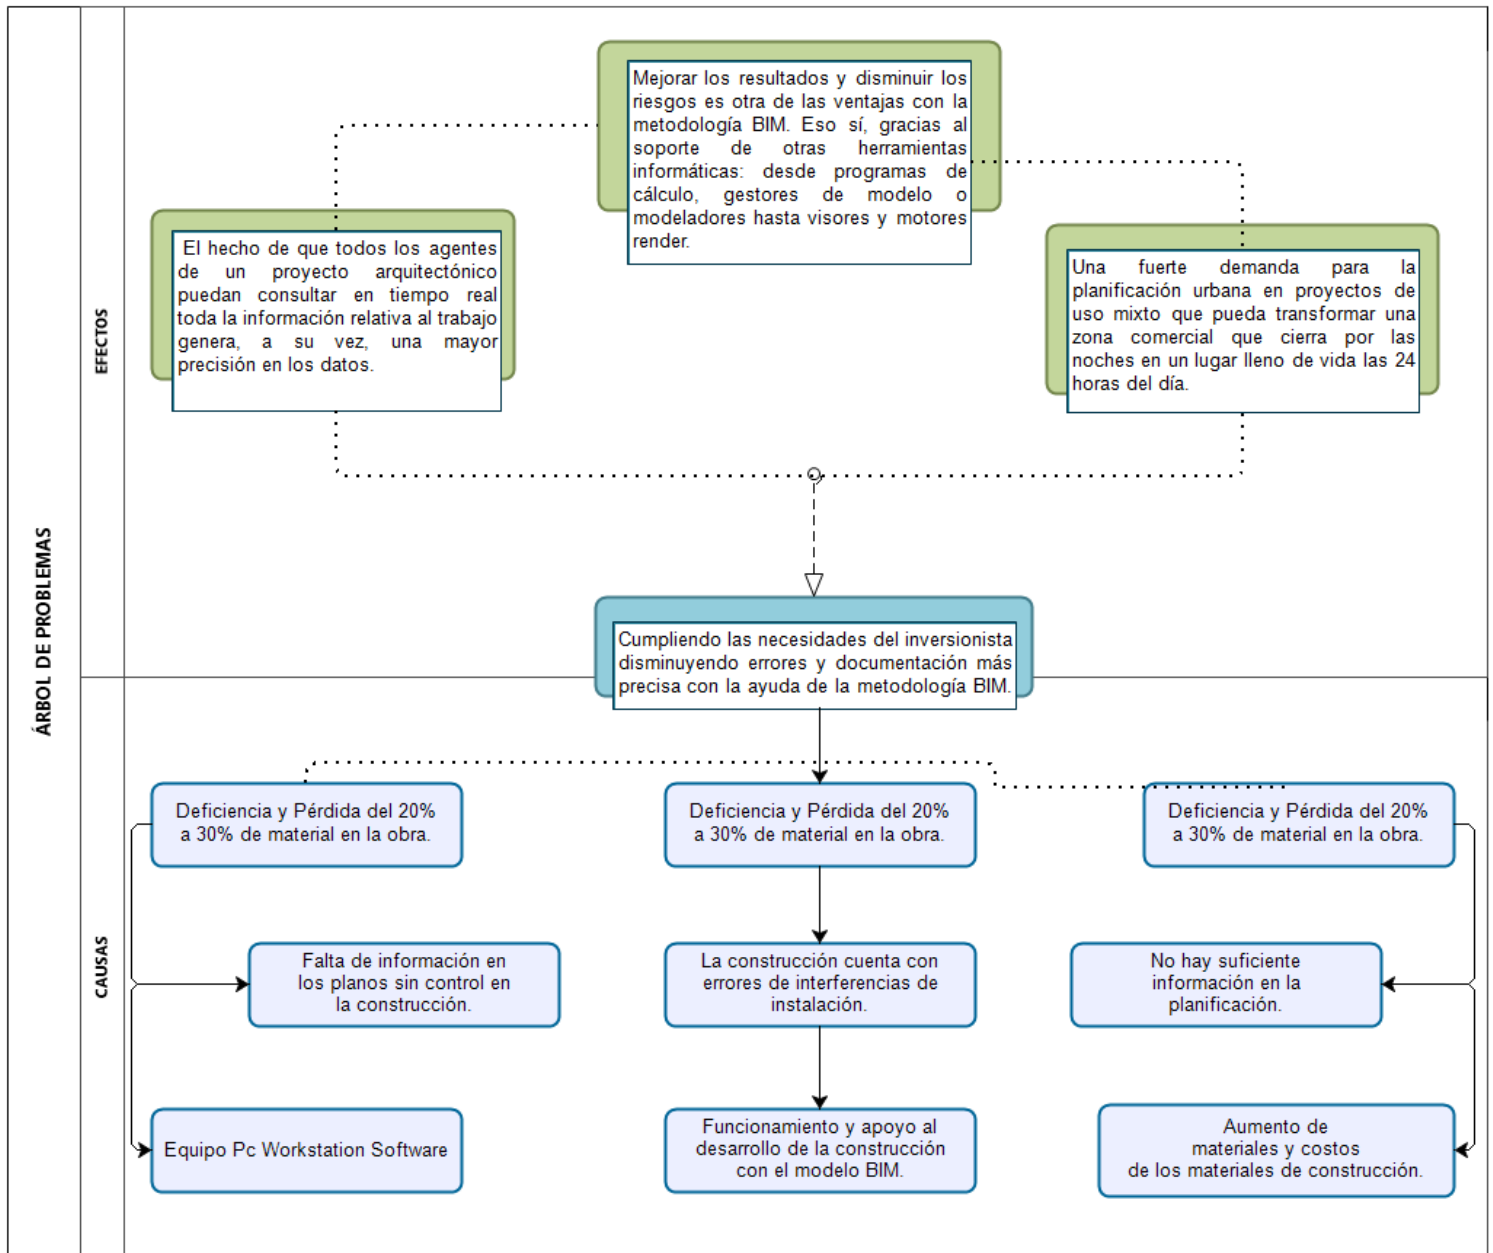 ÁRBOL DE PROBLEMAS
EFECTOS
Mejorar los resultados y disminuir los
riesgos es otra de las ventajas con la
metodología BIM. Eso sí, gracias al
soporte de otras herramientas
informáticas: desde programas de
cálculo, gestores de modelo o
modeladores hasta visores y motores
render.
El hecho de que todos los agentes
de un proyecto arquitectónico
puedan consultar en tiempo real
toda la información relativa al trabajo
genera, a su vez, una mayor
precisión en los datos.
Una fuerte demanda para la
planificación urbana en proyectos de
uso mixto que pueda transformar una
zona comercial que cierra por las
noches en un lugar lleno de vida las 24
horas del día.
Cumpliendo las necesidades del inversionista
disminuyendo errores y documentación más
precisa con la ayuda de la metodología BIM.
CAUSAS
Deficiencia y Pérdida del 20%
a 30% de material en la obra.
Deficiencia y Pérdida del 20%
a 30% de material en la obra.
Deficiencia y Pérdida del 20%
a 30% de material en la obra.
Falta de información en
los planos sin control en
la construcción.
La construcción cuenta con
errores de interferencias de
instalación.
No hay suficiente
información en la
planificación.
Equipo Pc Workstation Software
Funcionamiento y apoyo al
desarrollo de la construcción
con el modelo BIM.
Aumento de
materiales y costos
de los materiales de construcción.